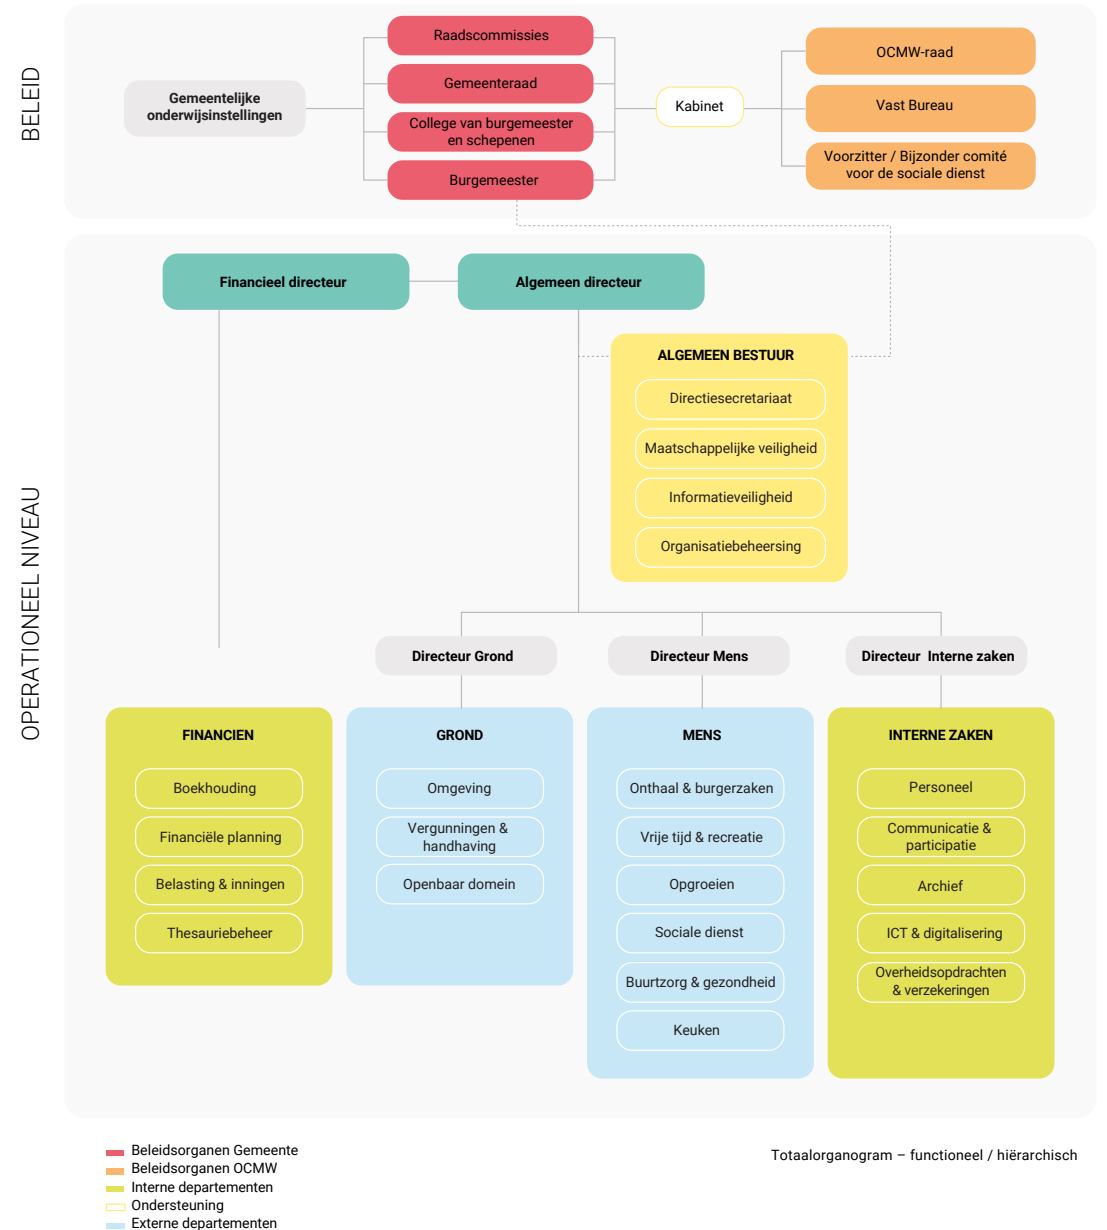 BELEID
Gemeentelijke
onderwijsinstellingen
Raadscommissies
Gemeenteraad
College van burgemeester
en schepenen
Burgemeester
Kabinet
OCMW-raad
Vast Bureau
Voorzitter / Bijzonder comité
voor de sociale dienst
OPERATIONEEL NIVEAU
Financieel directeur
Algemeen directeur
ALGEMEEN BESTUUR
Directiesecretariaat
Maatschappelijke veiligheid
Informatieveiligheid
Organisatiebeheersing
Directeur Grond
Directeur Mens
Directeur Interne zaken
FINANCIEN
Boekhouding
Financiële planning
Belasting & inningen
Thesauriebeheer
GROND
Omgeving
Vergunningen &
handhaving
Openbaar domein
MENS
Onthaal & burgerzaken
Vrije tijd & recreatie
Opgroeien
Sociale dienst
Buurtzorg & gezondheid
Keuken
INTERNE ZAKEN
Personeel
Communicatie &
participatie
Archief
ICT & digitalisering
Overheidsopdrachten
& verzekeringen
Beleidsorganen Gemeente
Beleidsorganen OCMW
Interne departementen
Ondersteuning
Externe departementen
Totaalorganogram – functioneel / hiërarchisch